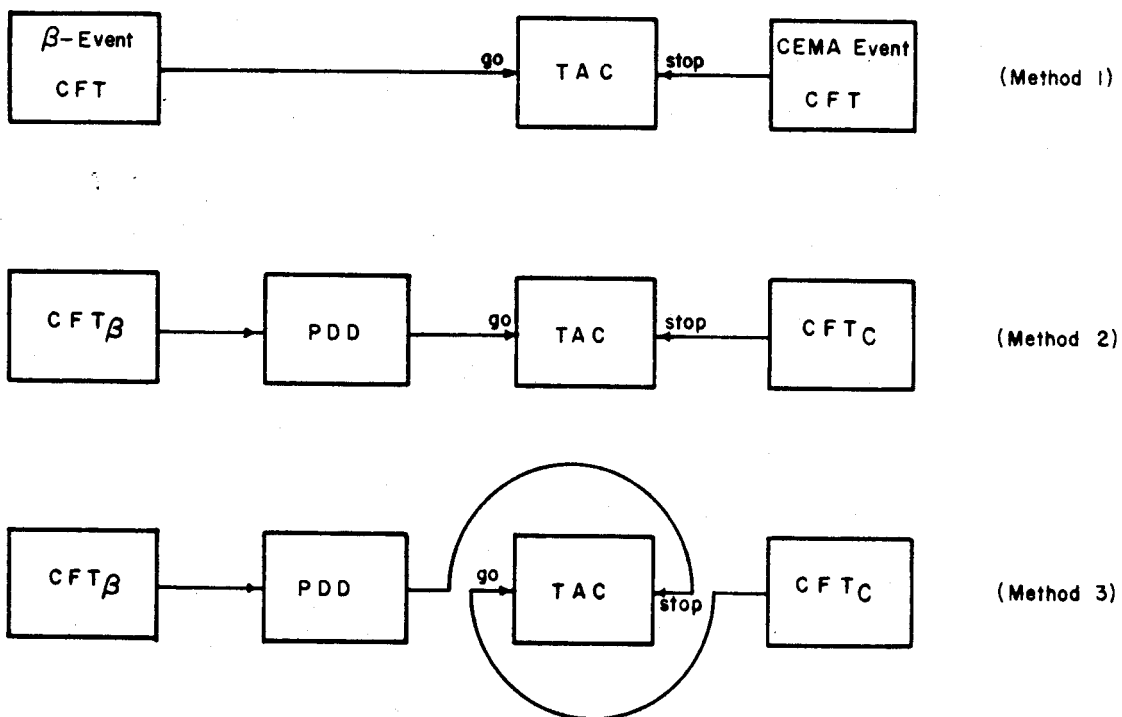 β-Event
CFT
go
TAC
stop
CEMA Event
CFT
(Method 1)
CFTβ
PDD
go
TAC
stop
CFTC
(Method 2)
CFTβ
PDD
go
TAC
stop
CFTC
(Method 3)